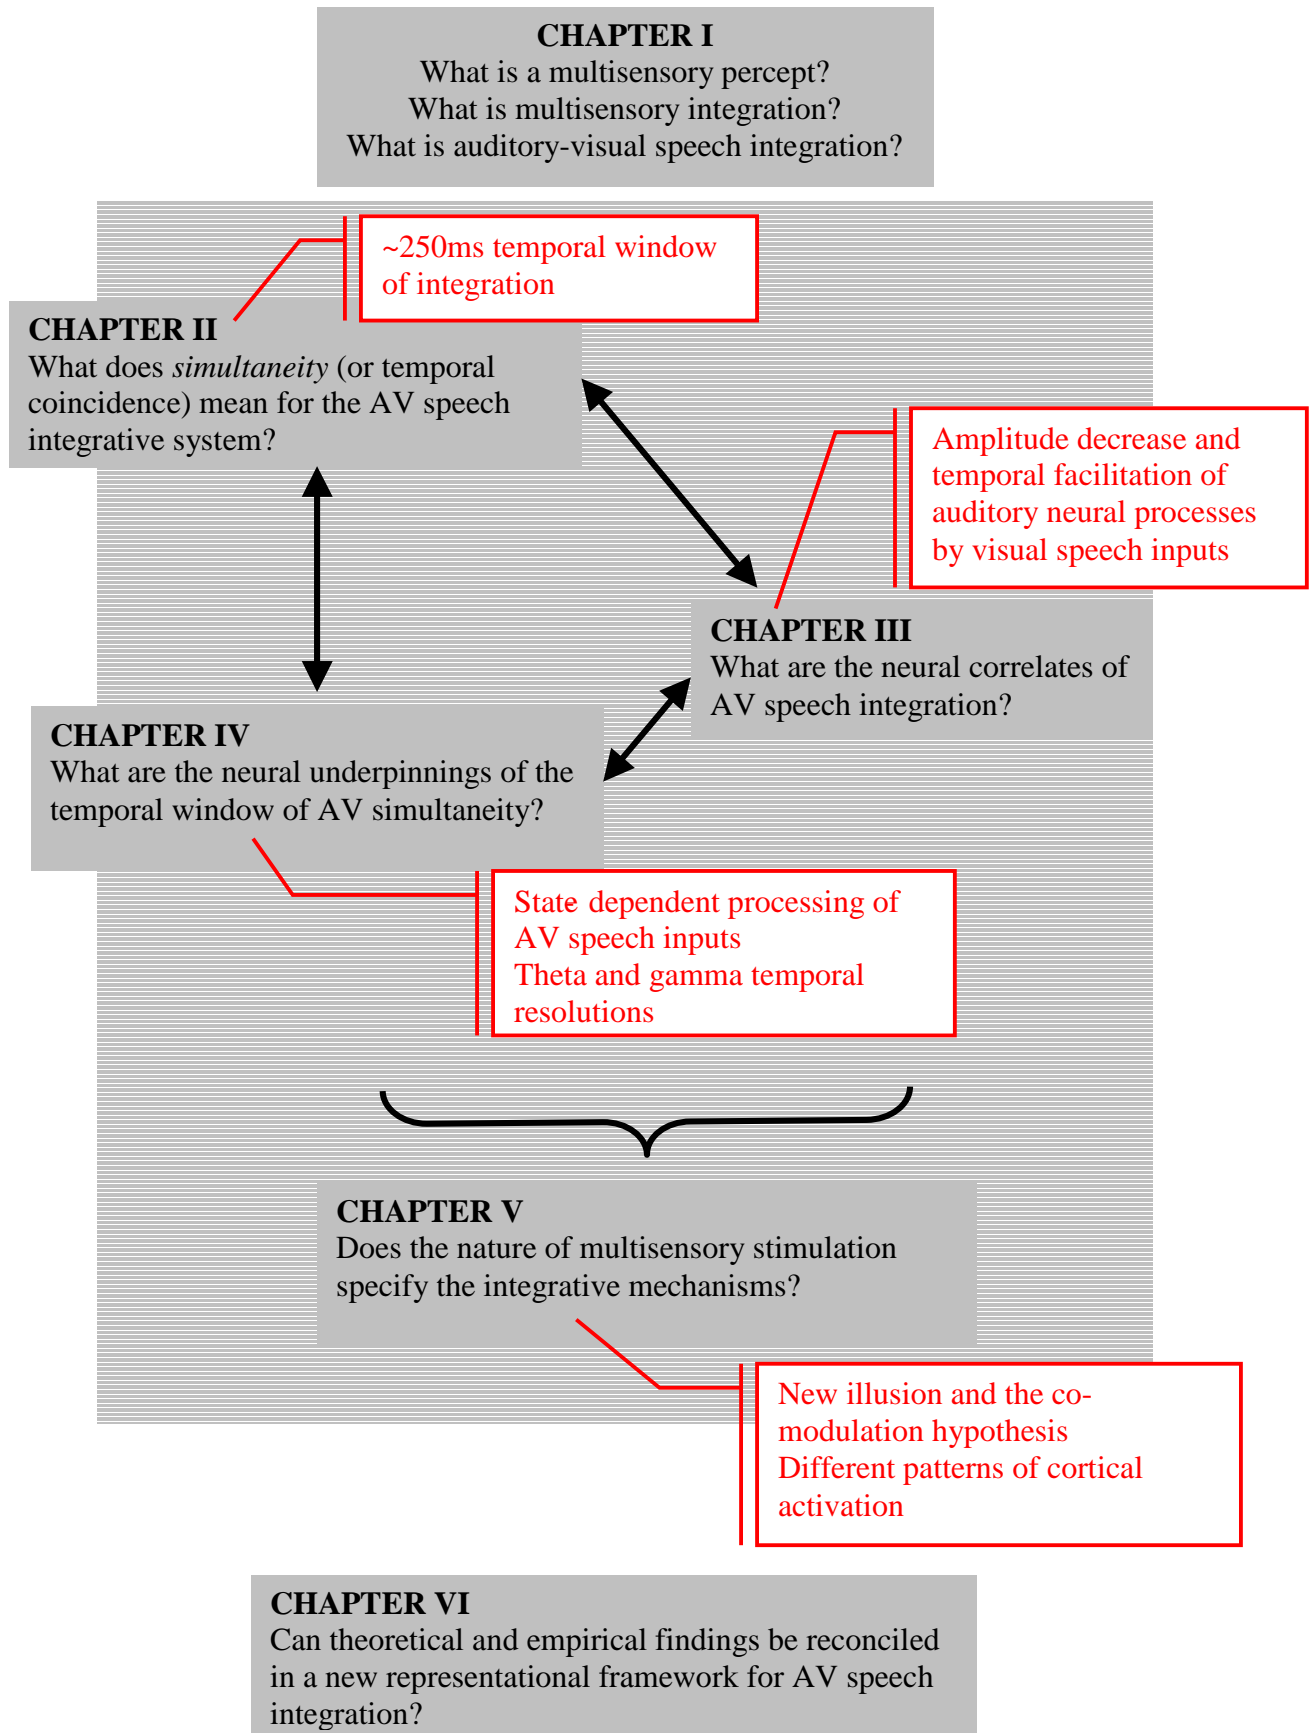 CHAPTER I
What is a multisensory percept?
What is multisensory integration?
What is auditory-visual speech integration?
~250ms temporal window
of integration
CHAPTER II
What does simultaneity (or temporal
coincidence) mean for the AV speech
integrative system?
Amplitude decrease and
temporal facilitation of
auditory neural processes
by visual speech inputs
CHAPTER III
What are the neural correlates of
AV speech integration?
CHAPTER IV
What are the neural underpinnings of the
temporal window of AV simultaneity?
State- dependent processing of
AV speech inputs
Theta and gamma temporal
resolutions
CHAPTER V
Does the nature of multisensory stimulation
specify the integrative mechanisms?
New illusion and the co-
modulation hypothesis
Different patterns of cortical
activation
CHAPTER VI
Can theoretical and empirical findings be reconciled
in a new representational framework for AV speech
integration?